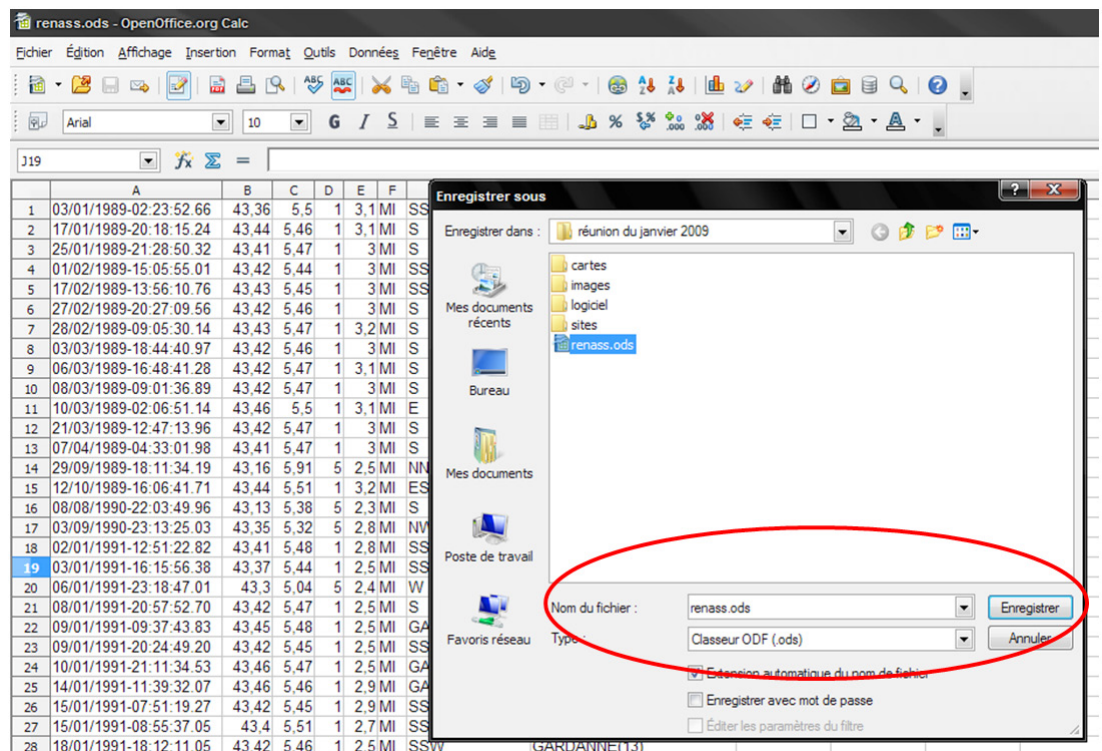 renass.ods - OpenOffice.org Calc
Fichier Édition Affichage Insertion Format Outils Données Fenêtre Aide
Arial 10 G I S
J19 =
A B C D E F
1 03/01/1989-02:23:52.66 43,36 5,5 1 3,1 MI SS
2 17/01/1989-20:18:15.24 43,44 5,46 1 3,1 MI S
3 25/01/1989-21:28:50.32 43,41 5,47 1 3 MI S
4 01/02/1989-15:05:55.01 43,42 5,44 1 3 MI SS
5 17/02/1989-13:56:10.76 43,43 5,45 1 3 MI SS
6 27/02/1989-20:27:09.56 43,42 5,46 1 3 MI S
7 28/02/1989-09:05:30.14 43,43 5,47 1 3,2 MI S
8 03/03/1989-18:44:40.97 43,42 5,46 1 3 MI S
9 06/03/1989-16:48:41.28 43,42 5,47 1 3,1 MI S
10 08/03/1989-09:01:36.89 43,42 5,47 1 3 MI S
11 10/03/1989-02:06:51.14 43,46 5,5 1 3,1 MI E
12 21/03/1989-12:47:13.96 43,42 5,47 1 3 MI S
13 07/04/1989-04:33:01.98 43,41 5,47 1 3 MI S
14 29/09/1989-18:11:34.19 43,16 5,91 5 2,5 MI NN
15 12/10/1989-16:06:41.71 43,44 5,51 1 3,2 MI ES
16 08/08/1990-22:03:49.96 43,13 5,38 5 2,3 MI S
17 03/09/1990-23:13:25.03 43,35 5,32 5 2,8 MI NW
18 02/01/1991-12:51:22.82 43,41 5,48 1 2,8 MI SS
19 03/01/1991-16:15:56.38 43,37 5,44 1 2,5 MI SS
20 06/01/1991-23:18:47.01 43,3 5,04 5 2,4 MI W
21 08/01/1991-20:57:52.70 43,42 5,47 1 2,5 MI S
22 09/01/1991-09:37:43.83 43,45 5,48 1 2,5 MI GA
23 09/01/1991-20:24:49.20 43,42 5,45 1 2,5 MI SS
24 10/01/1991-21:11:34.53 43,46 5,47 1 2,5 MI GA
25 14/01/1991-11:39:32.07 43,46 5,46 1 2,9 MI GA
26 15/01/1991-07:51:19.27 43,42 5,45 1 2,9 MI SS
27 15/01/1991-08:55:37.05 43,4 5,51 1 2,7 MI SS
28 18/01/1991-18:12:11.05 43,42 5,46 1 2,5 MI SSW GARDANNE(13)
Enregistrer sous
Enregistrer dans : réunion du janvier 2009
cartes
images
logiciel
sites
renass.ods
Mes documents récents
Bureau
Mes documents
Poste de travail
Favoris réseau
Nom du fichier : renass.ods Enregistrer
Type : Classeur ODF (.ods) Annuler
Extension automatique du nom de fichier
Enregistrer avec mot de passe
Éditer les paramètres du filtre